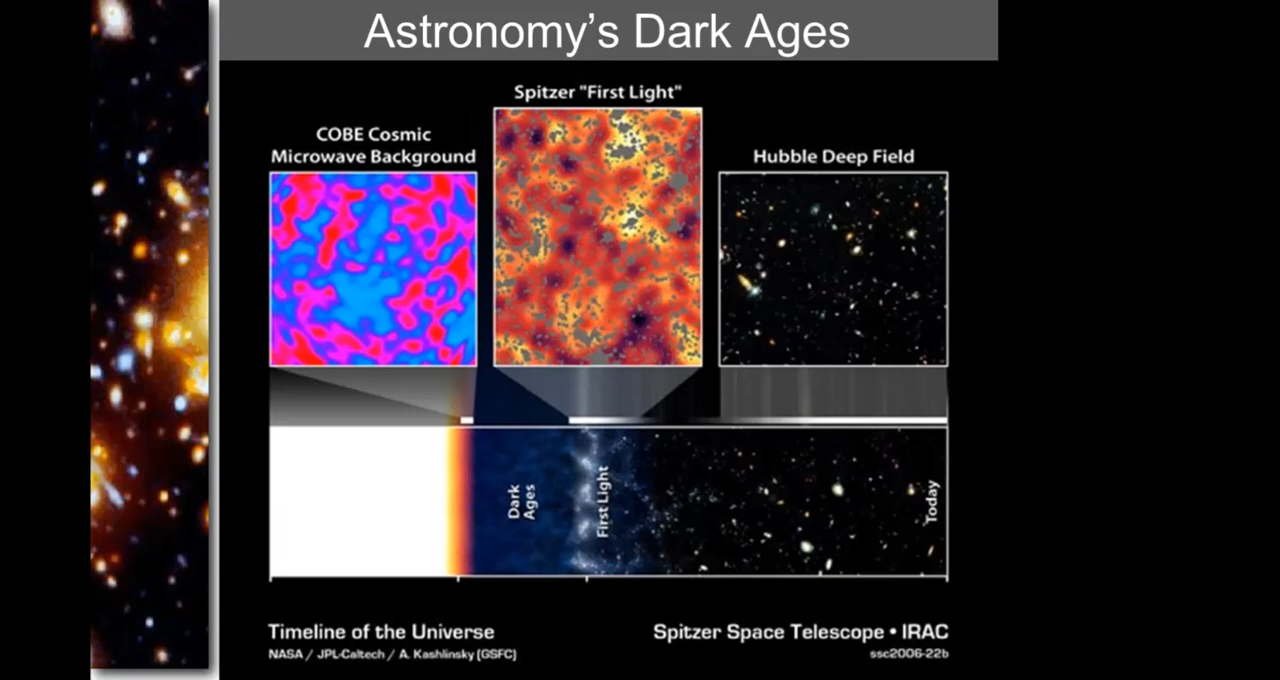 Astronomy’s Dark Ages
COBE Cosmic
Microwave Background
Spitzer "First Light"
Hubble Deep Field
Dark
Ages
First Light
Today
Timeline of the Universe
NASA / JPL-Caltech / A. Kashlinsky (GSFC)
Spitzer Space Telescope • IRAC
ssc2006-22b